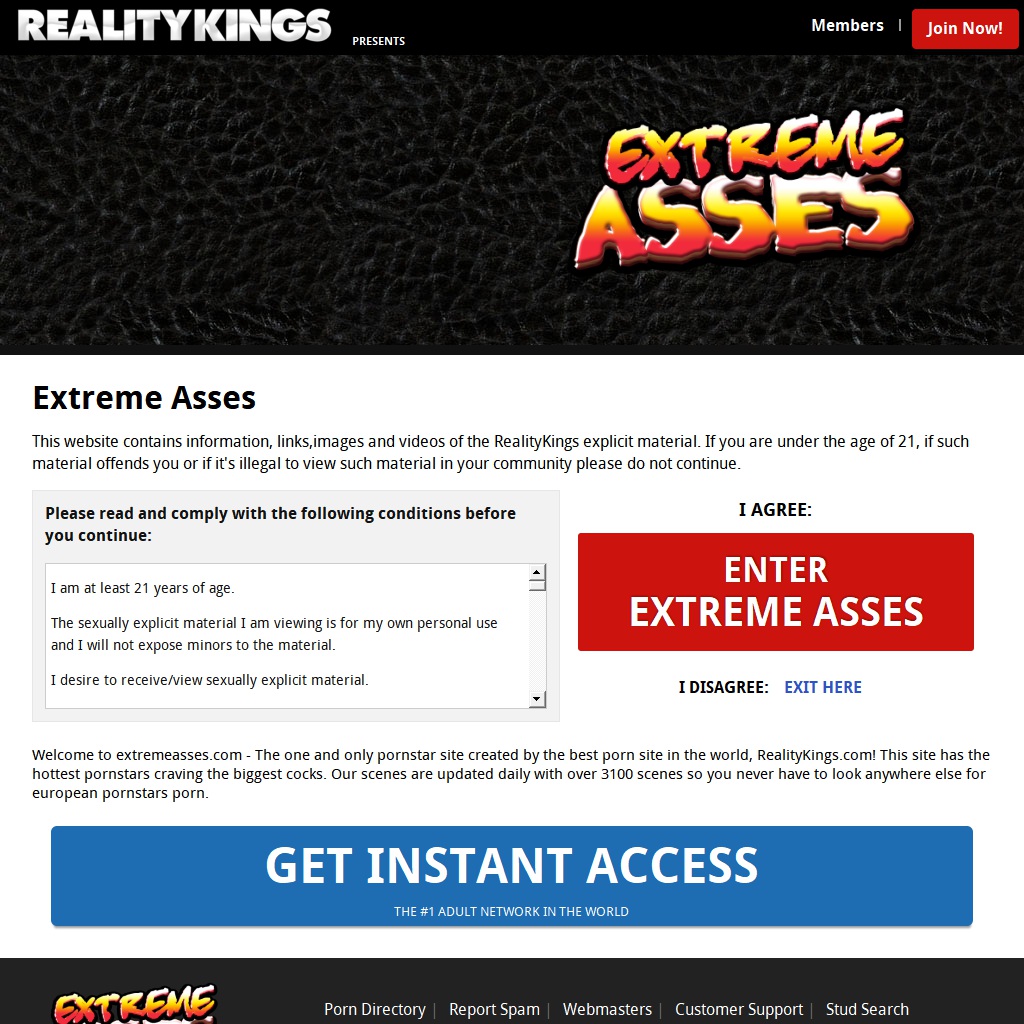 REALITYKINGS
PRESENTS
Members | Join Now!
EXTREME
ASSES
Extreme Asses
This website contains information, links,images and videos of the RealityKings explicit material. If you are under the age of 21, if such
material offends you or if it's illegal to view such material in your community please do not continue.
Please read and comply with the following conditions before
you continue:
I am at least 21 years of age.
The sexually explicit material I am viewing is for my own personal use
and I will not expose minors to the material.
I desire to receive/view sexually explicit material.
I AGREE:
ENTER
EXTREME ASSES
I DISAGREE: EXIT HERE
Welcome to extremeasses.com - The one and only pornstar site created by the best porn site in the world, RealityKings.com! This site has the
hottest pornstars craving the biggest cocks. Our scenes are updated daily with over 3100 scenes so you never have to look anywhere else for
european pornstars porn.
GET INSTANT ACCESS
THE #1 ADULT NETWORK IN THE WORLD
EXTREME
ASSES
Porn Directory | Report Spam | Webmasters | Customer Support | Stud Search